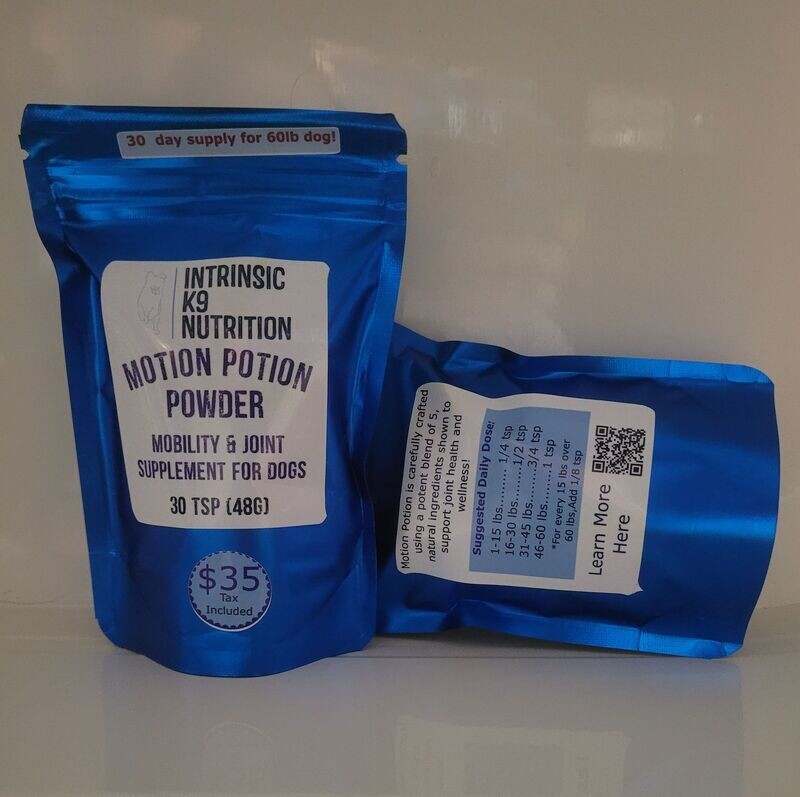 30 day supply for 60lb dog!
INTRINSIC
K9
NUTRITION
MOTION POTION
POWDER
MOBILITY & JOINT
SUPPLEMENT FOR DOGS
30 TSP (48G)
$35
Tax
Included
Motion Potion is carefully crafted
using a potent blend of 5,
natural ingredients shown to
support joint health and
wellness!
Suggested Daily Dose:
1-15 lbs..........1/4 tsp
16-30 lbs........1/2 tsp
31-45 lbs........3/4 tsp
46-60 lbs.........1 tsp
*For every 15 lbs over
60 lbs,Add 1/8 tsp
Learn More
Here